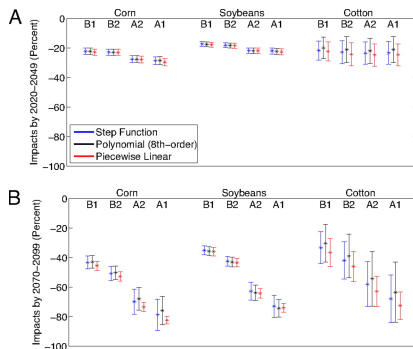 A
Corn
Soybeans
Cotton
B1 B2 A2 A1 B1 B2 A2 A1 B1 B2 A2 A1
Impacts by 2020−2049 (Percent)
0
−20
−40
−60
−80
−100
Step Function
Polynomial (8th-order)
Piecewise Linear
B
Corn
Soybeans
Cotton
B1 B2 A2 A1 B1 B2 A2 A1 B1 B2 A2 A1
Impacts by 2070−2099 (Percent)
0
−20
−40
−60
−80
−100